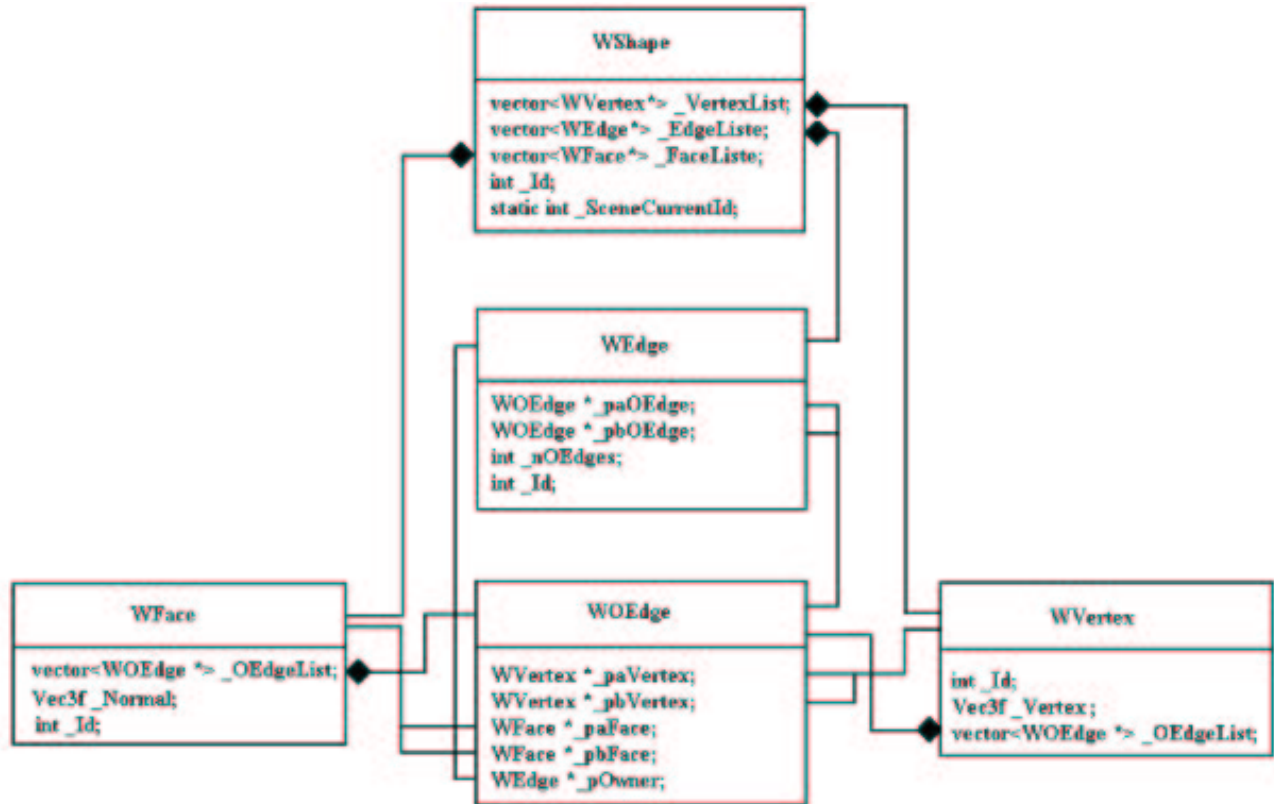 WShape
vector<WVertex*> _VertexList;
vector<WEdge*> _EdgeListe;
vector<WFace*> _FaceListe;
int _Id;
static int _SceneCurrentId;
WEdge
WOEdge *_paOEdge;
WOEdge *_pbOEdge;
int _nOEdges;
int _Id;
WFace
vector<WOEdge *> _OEdgeList;
Vec3f _Normal;
int _Id;
WOEdge
WVertex *_paVertex;
WVertex *_pbVertex;
WFace *_paFace;
WFace *_pbFace;
WEdge *_pOwner;
WVertex
int _Id;
Vec3f _Vertex;
vector<WOEdge *> _OEdgeList;